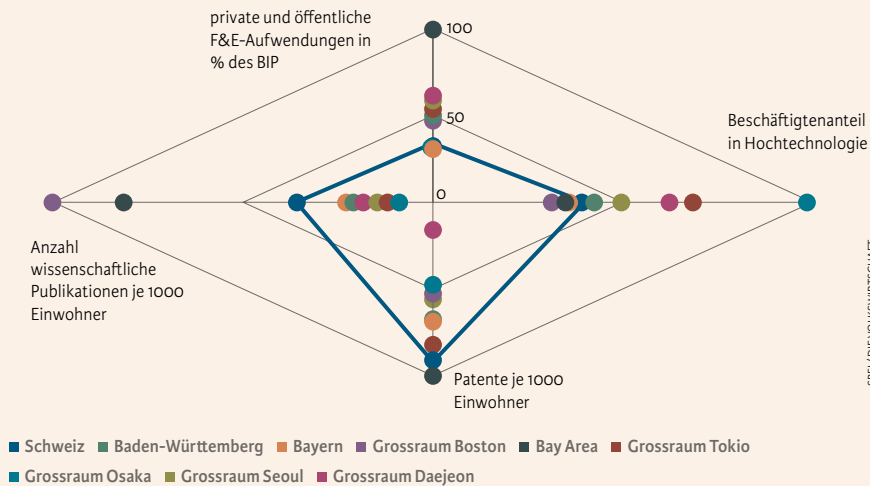 private und öffentliche
F&E-Aufwendungen in
% des BIP
100
50
0
Beschäftigtenanteil
in Hochtechnologie
Anzahl
wissenschaftliche
Publikationen je 1000
Einwohner
Patente je 1000
Einwohner
Schweiz Baden-Württemberg Bayern Grossraum Boston Bay Area Grossraum Tokio
Grossraum Osaka Grossraum Seoul Grossraum Daejeon